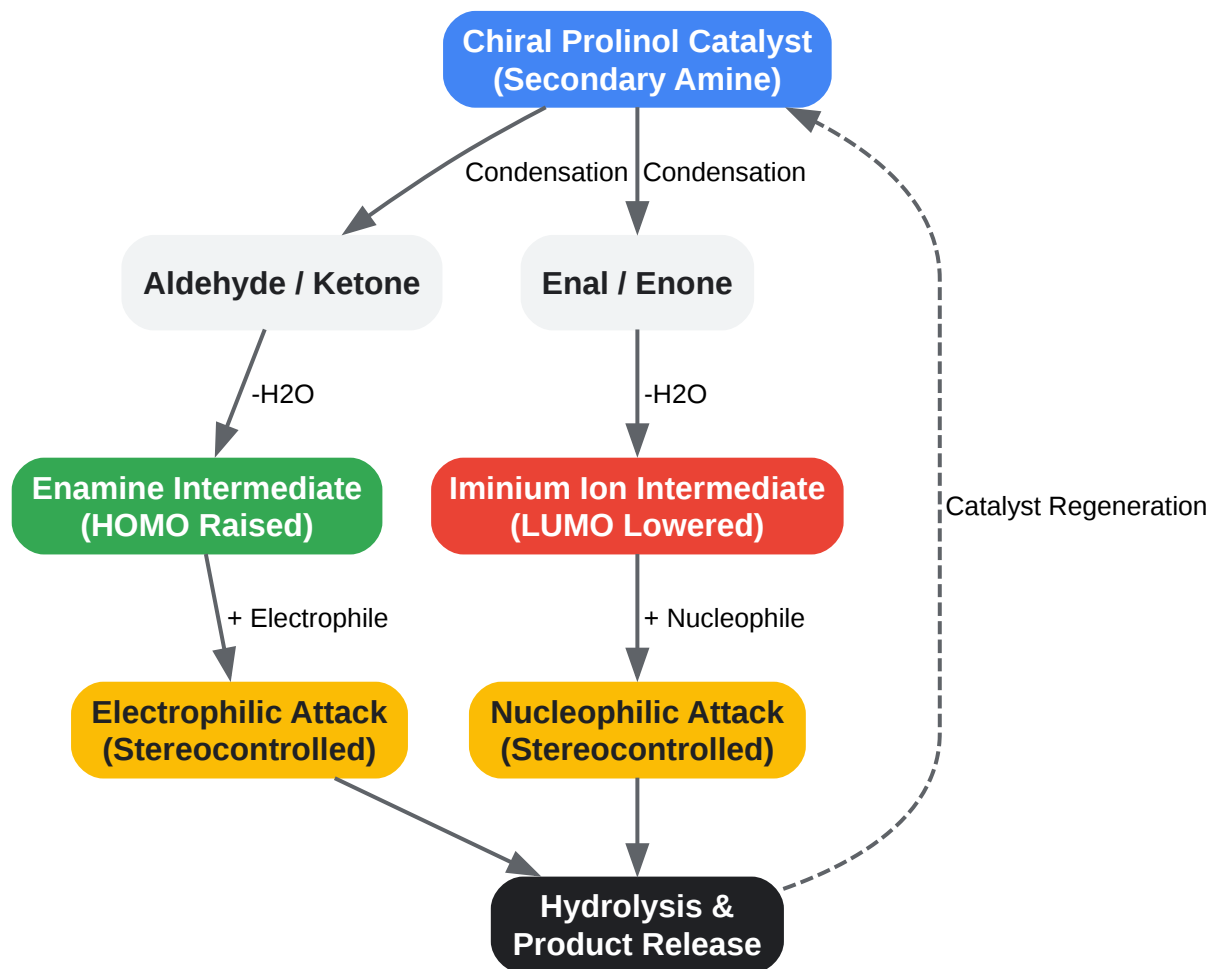 Chiral Prolinol Catalyst
(Secondary Amine)
Condensation
Condensation
Aldehyde / Ketone
Enal / Enone
-H2O
-H2O
Enamine Intermediate
(HOMO Raised)
Iminium Ion Intermediate
(LUMO Lowered)
Catalyst Regeneration
+ Electrophile
+ Nucleophile
Electrophilic Attack
(Stereocontrolled)
Nucleophilic Attack
(Stereocontrolled)
Hydrolysis &
Product Release